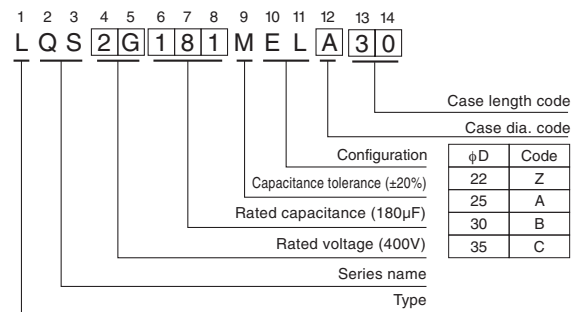 1 2 3 4 5 6 7 8 9 10 11 12 13 14
L Q S 2 G 1 8 1 M E L A 3 0
Case length code
Case dia. code
Configuration
Capacitance tolerance (±20%)
Rated capacitance (180µF)
Rated voltage (400V)
Series name
Type
ϕD Code
22 Z
25 A
30 B
35 C